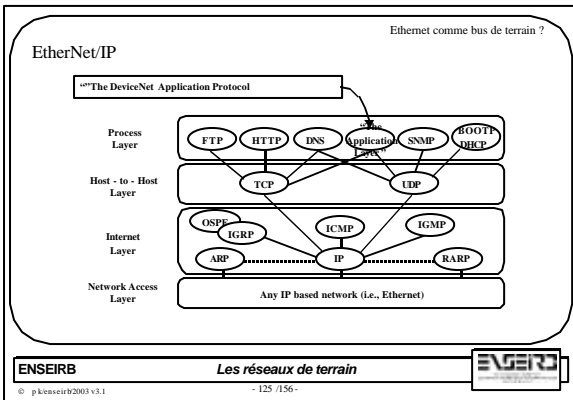 Ethernet comme bus de terrain ?
EtherNet/IP
“”The DeviceNet Application Protocol
Process
Layer
FTP
HTTP
DNS
“The
Application
Layer”
SNMP
BOOTP
DHCP
Host - to - Host
Layer
TCP
UDP
Internet
Layer
OSPF
IGRP
ICMP
IGMP
ARP
IP
RARP
Network Access
Layer
Any IP based network (i.e., Ethernet)
ENSEIRB
Les réseaux de terrain
ENSEIRB
© pk/enseirb/2003 v3.1
- 125 /156 -